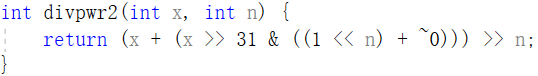 int divpwr2(int x, int n) {
    return (x + (x >> 31 & ((1 << n) + ~0))) >> n;
}